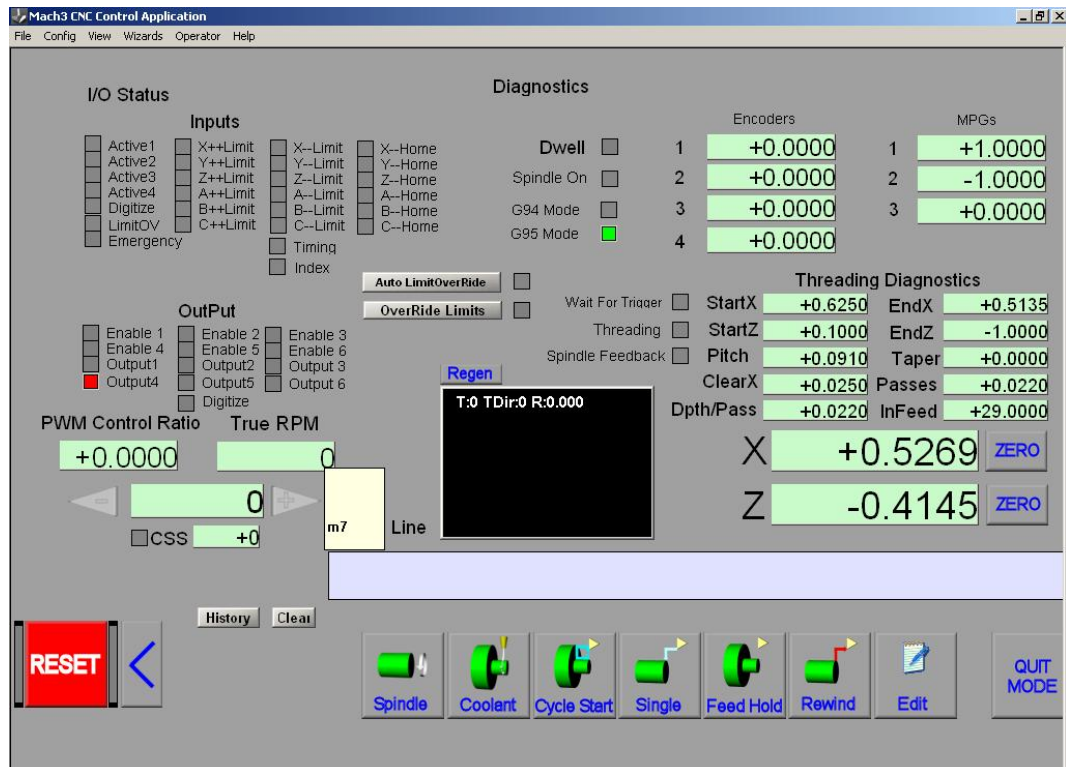 Mach3 CNC Control Application
File Config View Wizards Operator Help
Diagnostics
I/O Status
Inputs
Active1 X++Limit X--Limit X--Home
Active2 Y++Limit Y--Limit Y--Home
Active3 Z++Limit Z--Limit Z--Home
Active4 A++Limit A--Limit A--Home
Digitize B++Limit B--Limit B--Home
LimitOV C++Limit C--Limit C--Home
Emergency Timing
Index
Dwell
Spindle On
G94 Mode
G95 Mode
Encoders
1 +0.0000
2 +0.0000
3 +0.0000
4 +0.0000
MPGs
1 +1.0000
2 -1.0000
3 +0.0000
Auto LimitOverRide
OverRide Limits
Wait For Trigger
Threading
Spindle Feedback
Threading Diagnostics
StartX +0.6250 EndX +0.5135
StartZ +0.1000 EndZ -1.0000
Pitch +0.0910 Taper +0.0000
ClearX +0.0250 Passes +0.0220
Dpth/Pass +0.0220 InFeed +29.0000
OutPut
Enable 1 Enable 2 Enable 3
Enable 4 Enable 5 Enable 6
Output1 Output2 Output 3
Output4 Output5 Output 6
Digitize
Regen
T:0 TDir:0 R:0.000
PWM Control Ratio True RPM
+0.0000 0
0
CSS +0
m7
Line
X +0.5269 ZERO
Z -0.4145 ZERO
History Clear
RESET
Spindle Coolant Cycle Start Single Feed Hold Rewind Edit
QUIT
MODE